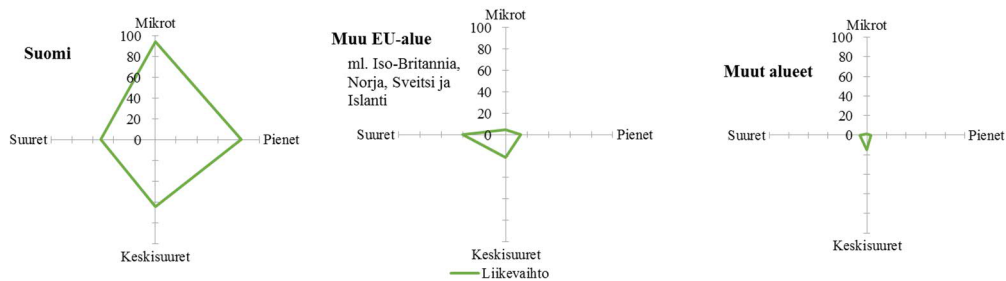 Suomi
Mikrot
100
80
60
40
20
0
Suuret
Pienet
Keskisuuret
Muu EU-alue
ml. Iso-Britannia,
Norja, Sveitsi ja
Islanti
Mikrot
100
80
60
40
20
0
Suuret
Pienet
Keskisuuret
Muut alueet
Mikrot
100
80
60
40
20
0
Suuret
Pienet
Keskisuuret
Liikevaihto